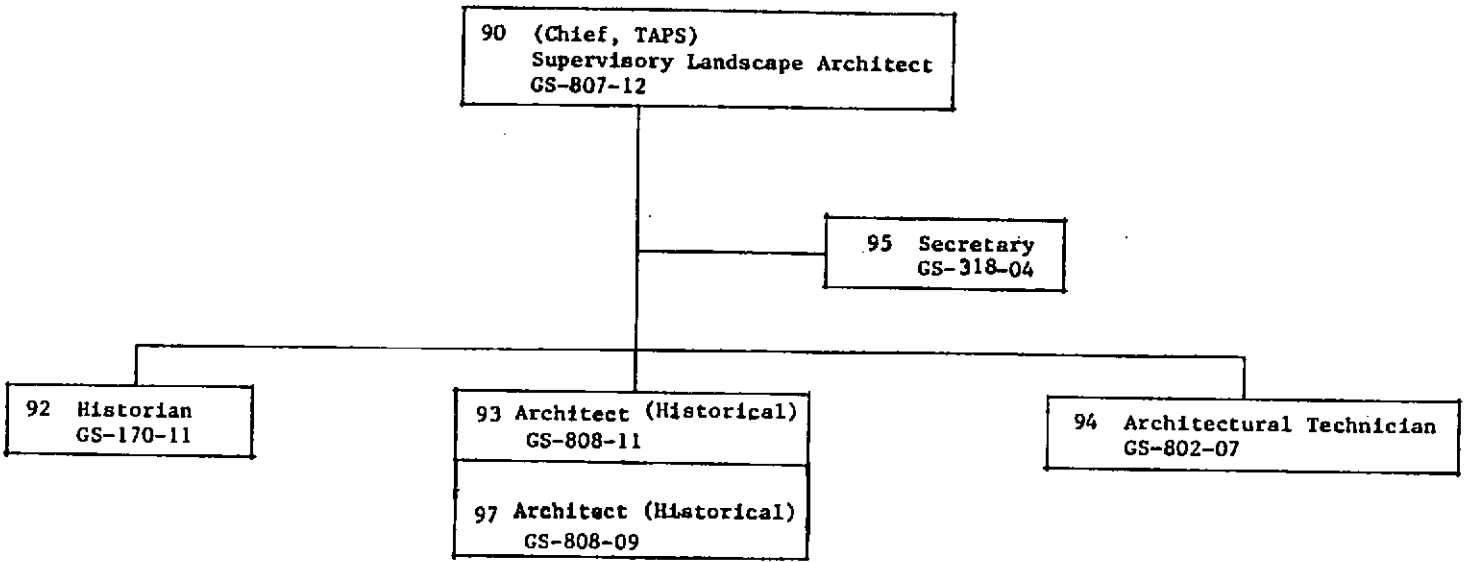 90 (Chief, TAPS)
Supervisory Landscape Architect
GS-807-12
95 Secretary
GS-318-04
92 Historian
GS-170-11
93 Architect (Historical)
GS-808-11
97 Architect (Historical)
GS-808-09
94 Architectural Technician
GS-802-07